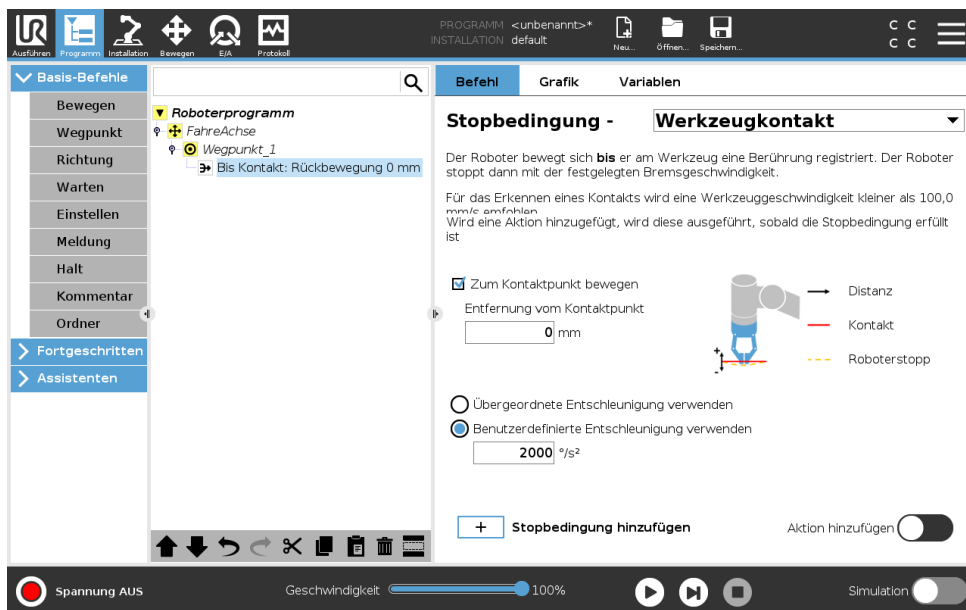 PROGRAMM <unbenannt>*
INSTALLATION default
Ausführen Programm Installation Bewegen E/A Protokoll
Neu... Öffnen... Speichern...
C C
C C
Basis-Befehle
Bewegen
Wegpunkt
Richtung
Warten
Einstellen
Meldung
Halt
Kommentar
Ordner
Fortgeschritten
Assistenten
Roboterprogramm
FahreAchse
Wegpunkt_1
Bis Kontakt: Rückbewegung 0 mm
Befehl Grafik Variablen
Stopbedingung - Werkzeugkontakt
Der Roboter bewegt sich bis er am Werkzeug eine Berührung registriert. Der Roboter
stoppt dann mit der festgelegten Bremsgeschwindigkeit.
Für das Erkennen eines Kontakts wird eine Werkzeuggeschwindigkeit kleiner als 100,0
mm/s empfohlen
Wird eine Aktion hinzugefügt, wird diese ausgeführt, sobald die Stopbedingung erfüllt
ist
Zum Kontaktpunkt bewegen
Entfernung vom Kontaktpunkt
0 mm
+
-
Distanz
Kontakt
Roboterstopp
Übergeordnete Entschleunigung verwenden
Benutzerdefinierte Entschleunigung verwenden
2000 °/s²
+ Stopbedingung hinzufügen
Aktion hinzufügen
Spannung AUS
Geschwindigkeit 100%
Simulation